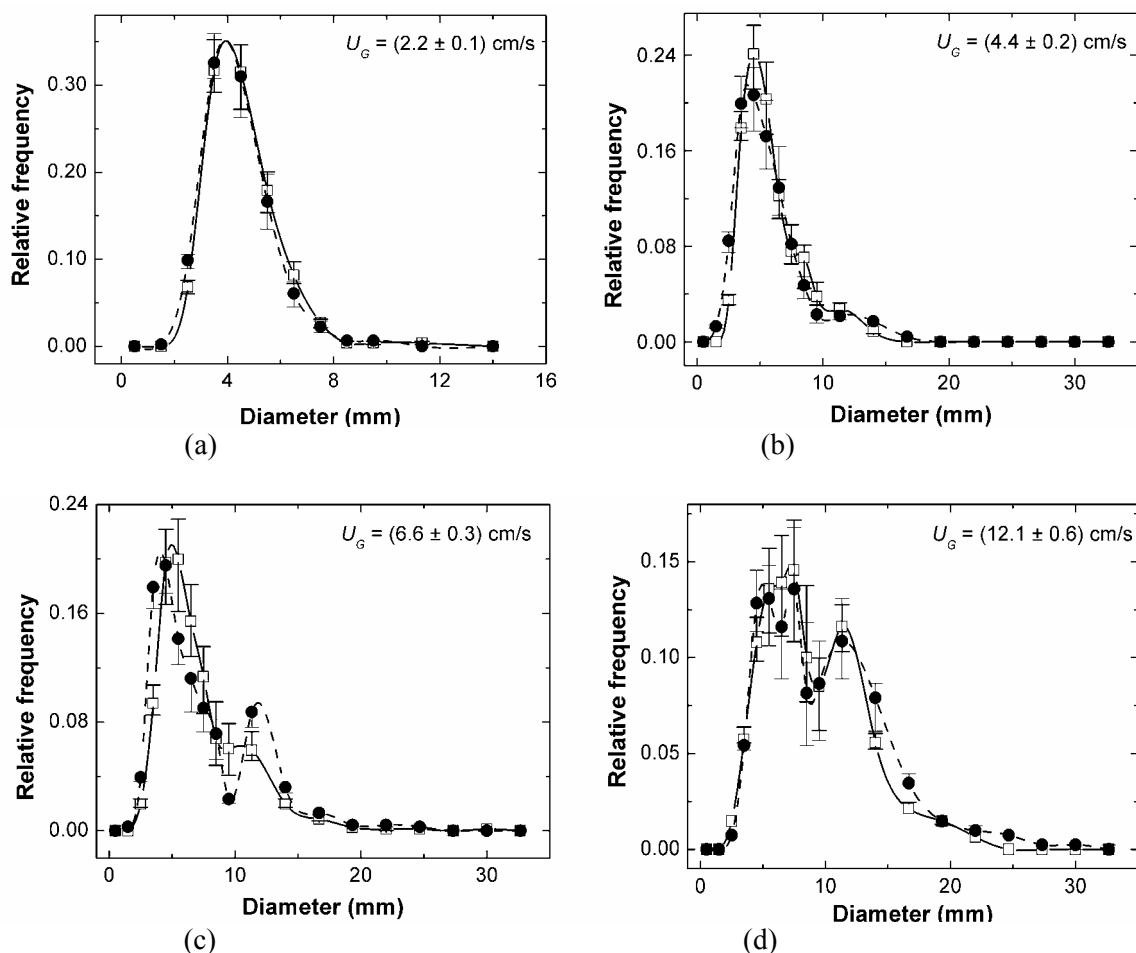 U_G = (2.2 ± 0.1) cm/s
0.30
0.20
0.10
0.00
Relative frequency
0 4 8 12 16
Diameter (mm)
(a)
U_G = (4.4 ± 0.2) cm/s
0.24
0.16
0.08
0.00
Relative frequency
0 10 20 30
Diameter (mm)
(b)
U_G = (6.6 ± 0.3) cm/s
0.24
0.16
0.08
0.00
Relative frequency
0 10 20 30
Diameter (mm)
(c)
U_G = (12.1 ± 0.6) cm/s
0.15
0.10
0.05
0.00
Relative frequency
0 10 20 30
Diameter (mm)
(d)